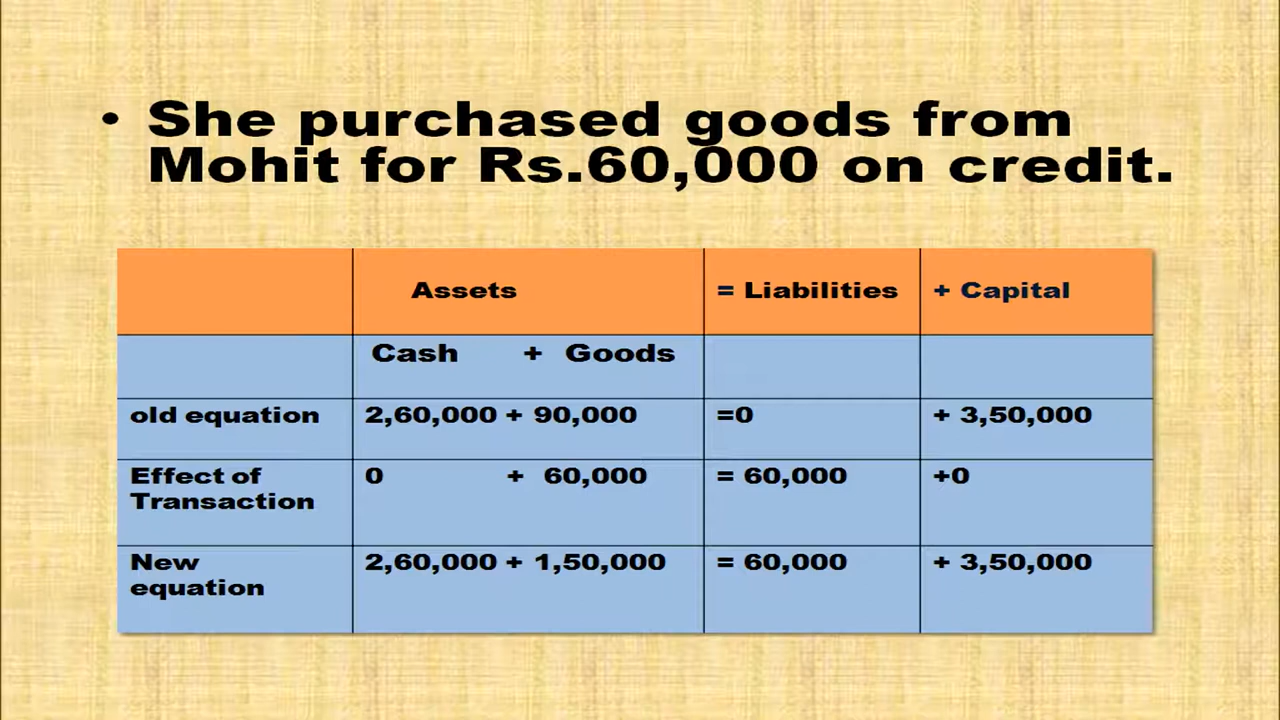 • She purchased goods from
Mohit for Rs.60,000 on credit.
Assets = Liabilities + Capital
Cash + Goods
old equation 2,60,000 + 90,000 =0 + 3,50,000
Effect of
Transaction 0 + 60,000 = 60,000 +0
New
equation 2,60,000 + 1,50,000 = 60,000 + 3,50,000